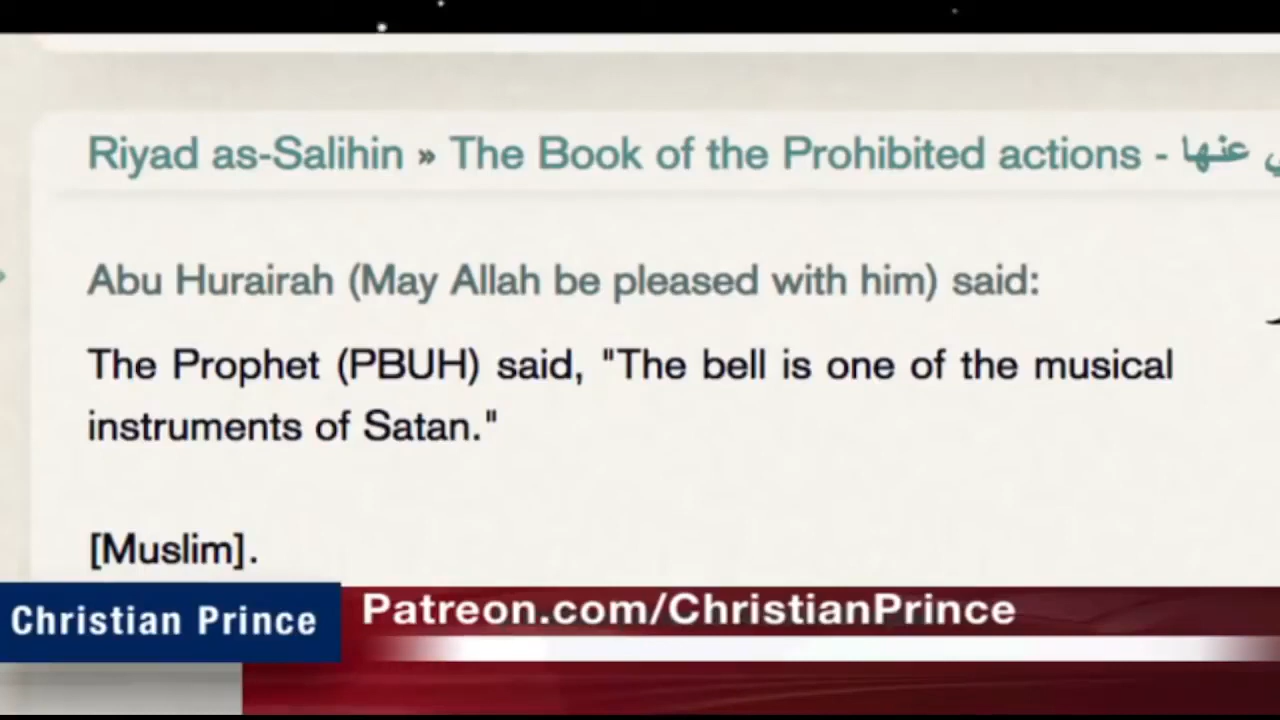 Riyad as-Salihin » The Book of the Prohibited actions - عنها
Abu Hurairah (May Allah be pleased with him) said:
The Prophet (PBUH) said, "The bell is one of the musical
instruments of Satan."
[Muslim].
Christian Prince
Patreon.com/ChristianPrince